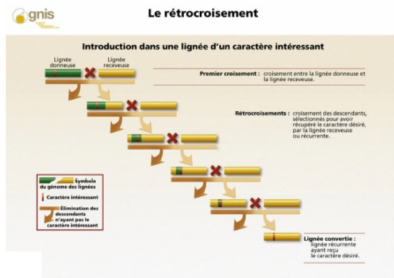 gnis
Le rétrocroisement
Introduction dans une lignée d'un caractère intéressant
Lignée
donneuse
Lignée
receveuse
Premier croisement : croisement entre la lignée donneuse et
la lignée receveuse.
Rétrocroisements : croisement des descendants,
sélectionnés pour avoir
récupéré le caractère désiré,
par la lignée receveuse
ou récurrente.
Symbole
du génome des lignées
Caractère intéressant
Élimination des
descendants
n'ayant pas le
caractère intéressant
Lignée convertie :
lignée récurrente
ayant reçu
le caractère désiré.